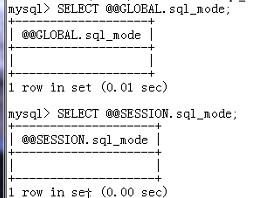 mysql> SELECT @@GLOBAL.sql_mode;
+-------------------+
| @@GLOBAL.sql_mode |
+-------------------+
|                   |
+-------------------+
1 row in set (0.01 sec)
mysql> SELECT @@SESSION.sql_mode;
+--------------------+
| @@SESSION.sql_mode |
+--------------------+
|                    |
+--------------------+
1 row in set (0.00 sec)